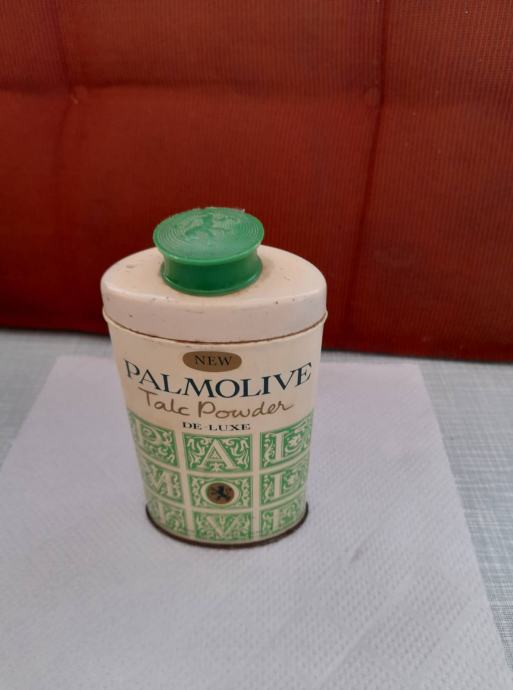 NEW
PALMOLIVE
Talc Powder
DE-LUXE
P A L
M O L
I V E